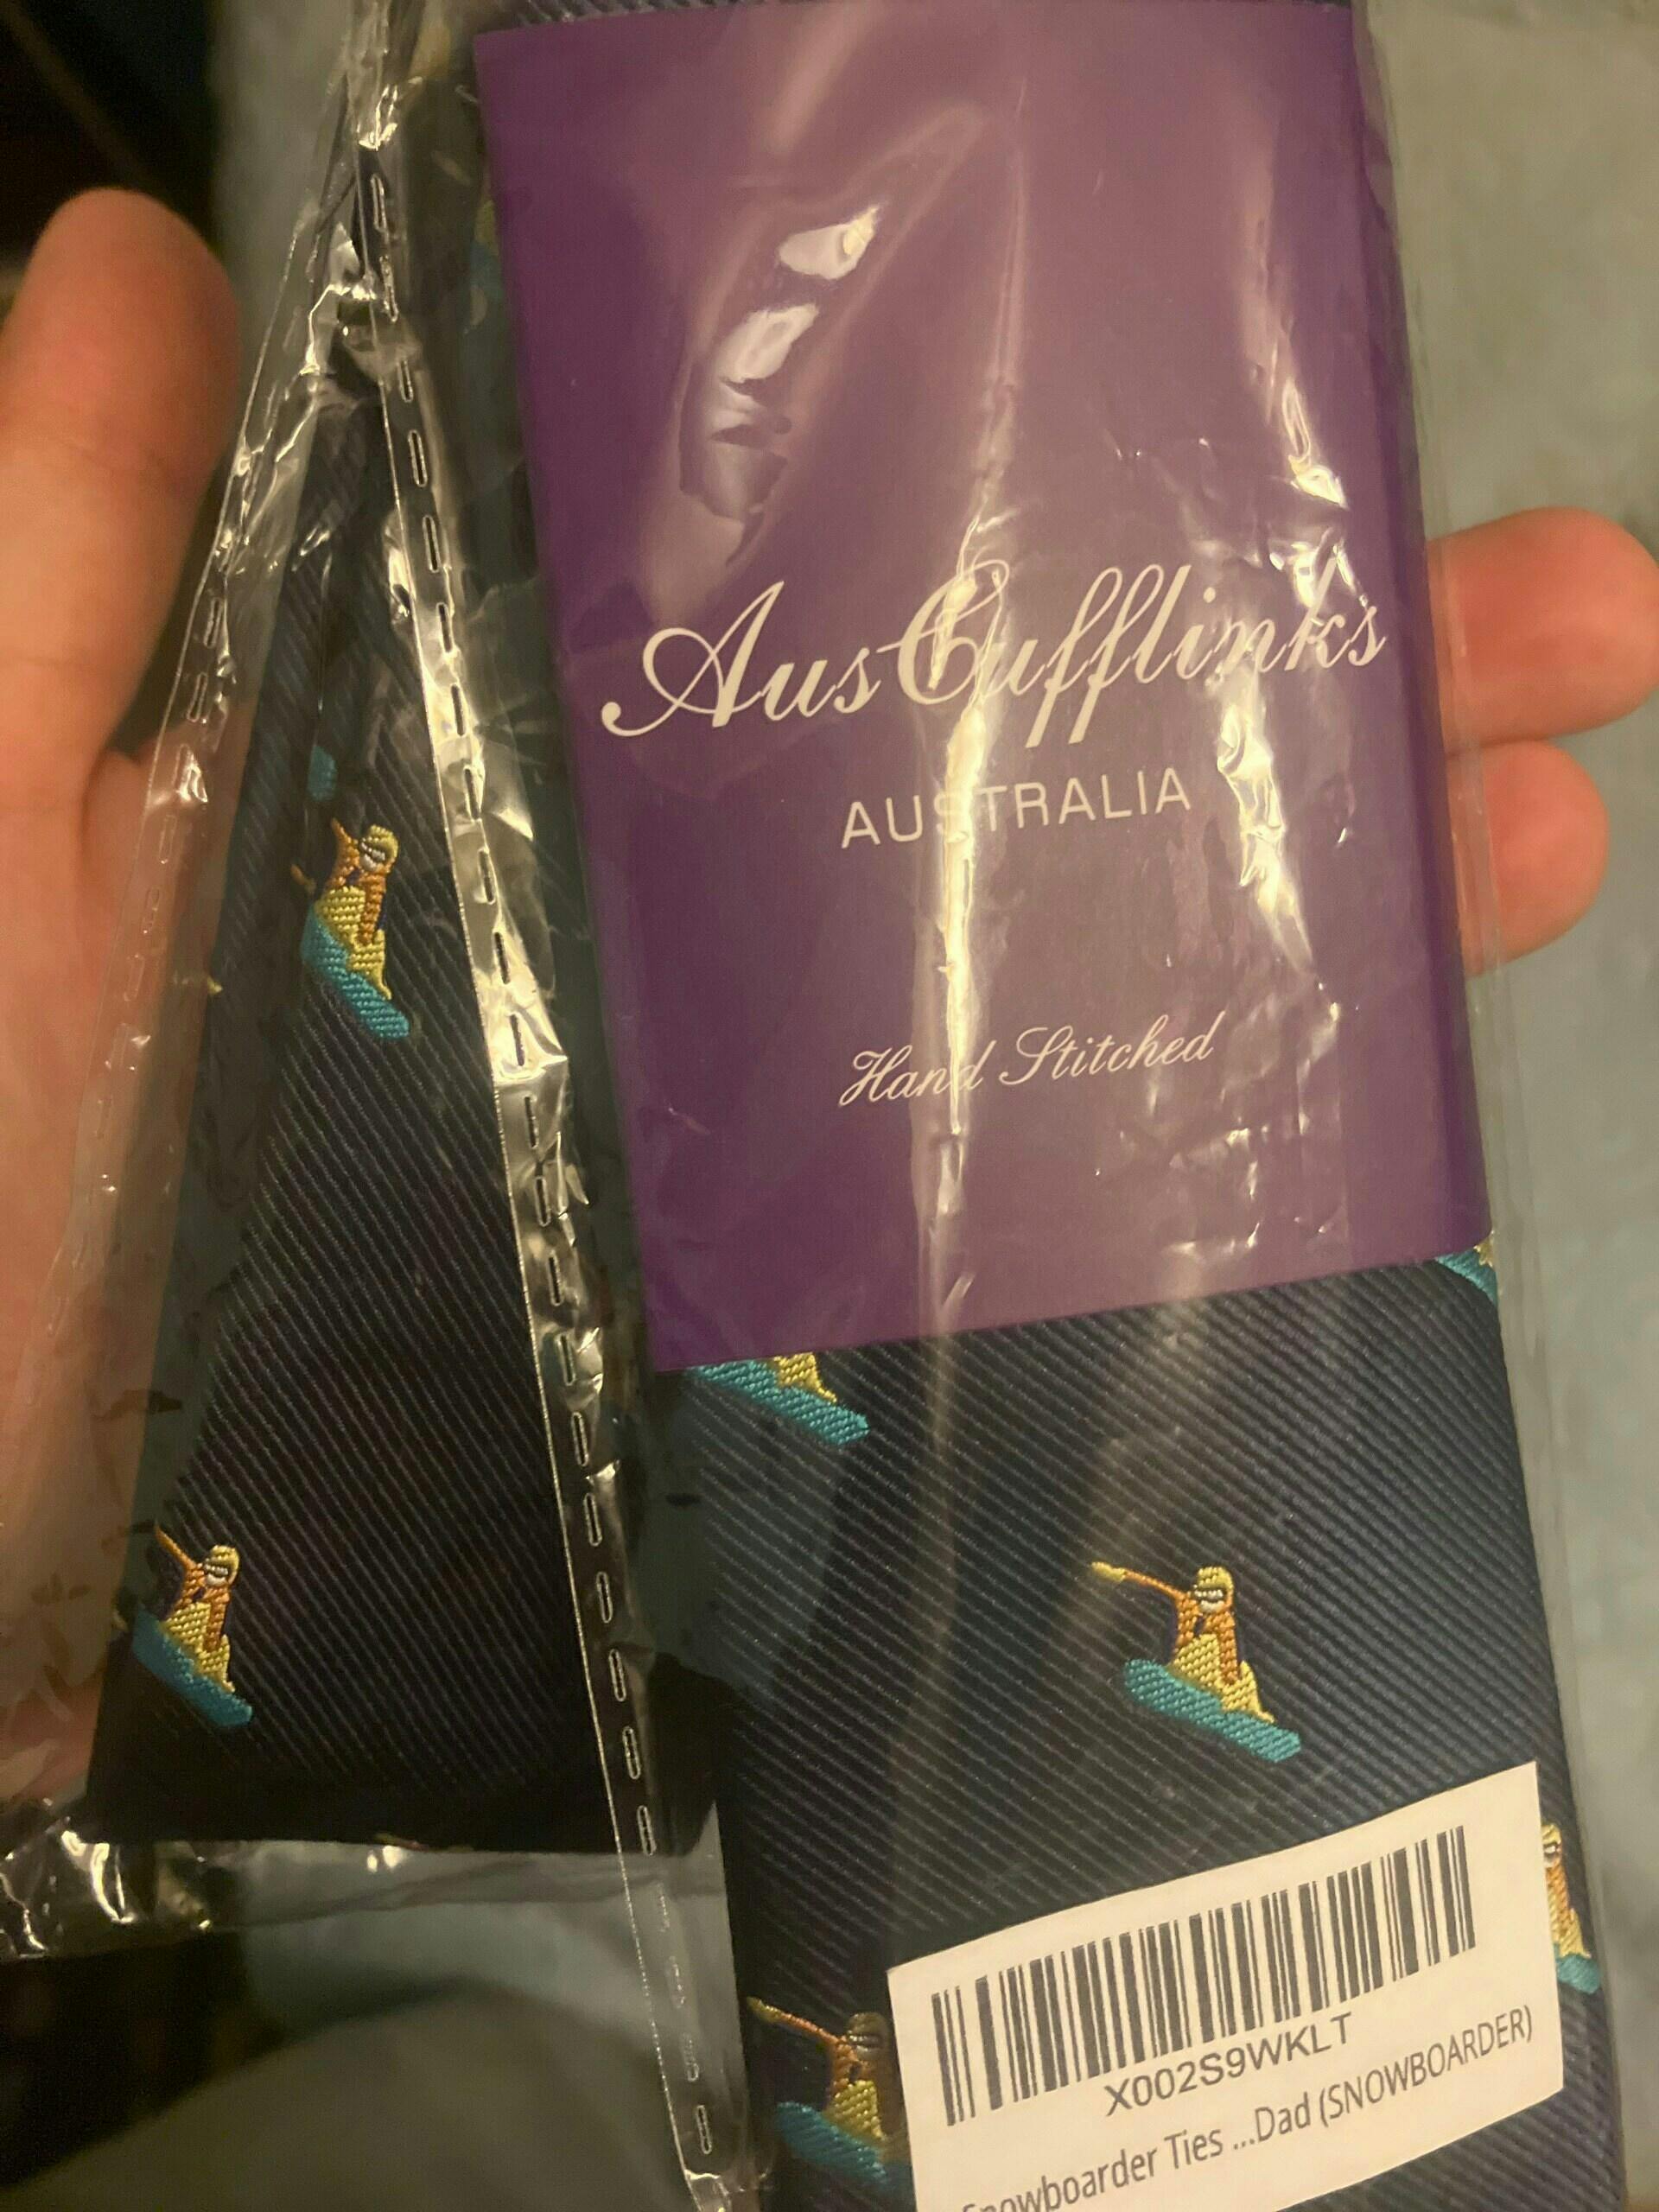 AusCufflinks
AUSTRALIA
Hand Stitched
X002S9WKLT
Snowboarder Ties ...Dad (SNOWBOARDER)